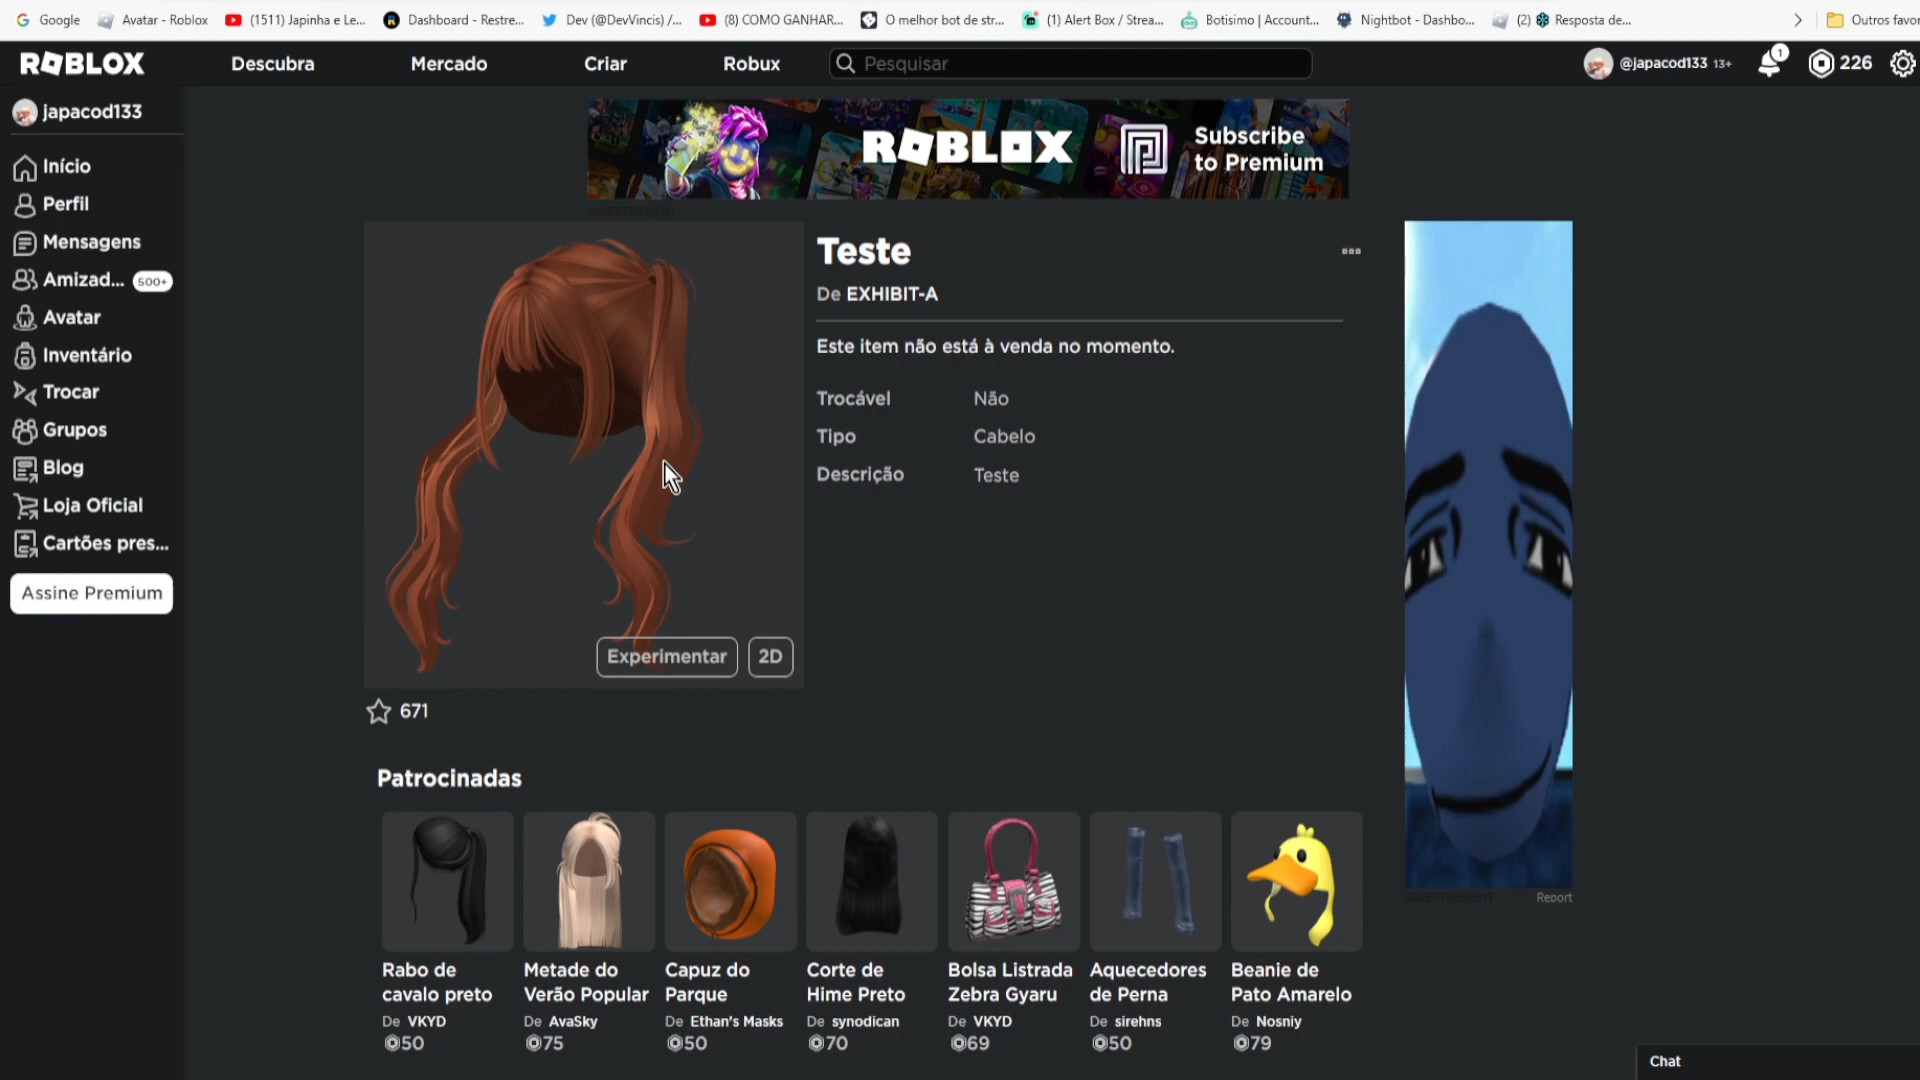 Google
Avatar - Roblox
(1511) Japinha e Le...
Dashboard - Restre...
Dev (@DevVincis) /...
(8) COMO GANHAR...
O melhor bot de str...
(1) Alert Box / Strea...
Botisimo | Account...
Nightbot - Dashbo...
(2) Resposta de...
Outros favor
ROBLOX
Descubra
Mercado
Criar
Robux
Pesquisar
@japacod133 13+
1
226
japacod133
Início
Perfil
Mensagens
Amizad... 500+
Avatar
Inventário
Trocar
Grupos
Blog
Loja Oficial
Cartões pres...
Assine Premium
ROBLOX
Subscribe
to Premium
ADVERTISEMENT
Teste
De EXHIBIT-A
Este item não está à venda no momento.
Trocável Não
Tipo Cabelo
Descrição Teste
Experimentar
2D
671
ADVERTISEMENT
Report
Patrocinadas
Rabo de
cavalo preto
De VKYD
50
Metade do
Verão Popular
De AvaSky
75
Capuz do
Parque
De Ethan's Masks
50
Corte de
Hime Preto
De synodican
70
Bolsa Listrada
Zebra Gyaru
De VKYD
69
Aquecedores
de Perna
De sirehns
50
Beanie de
Pato Amarelo
De Nosniy
79
Chat